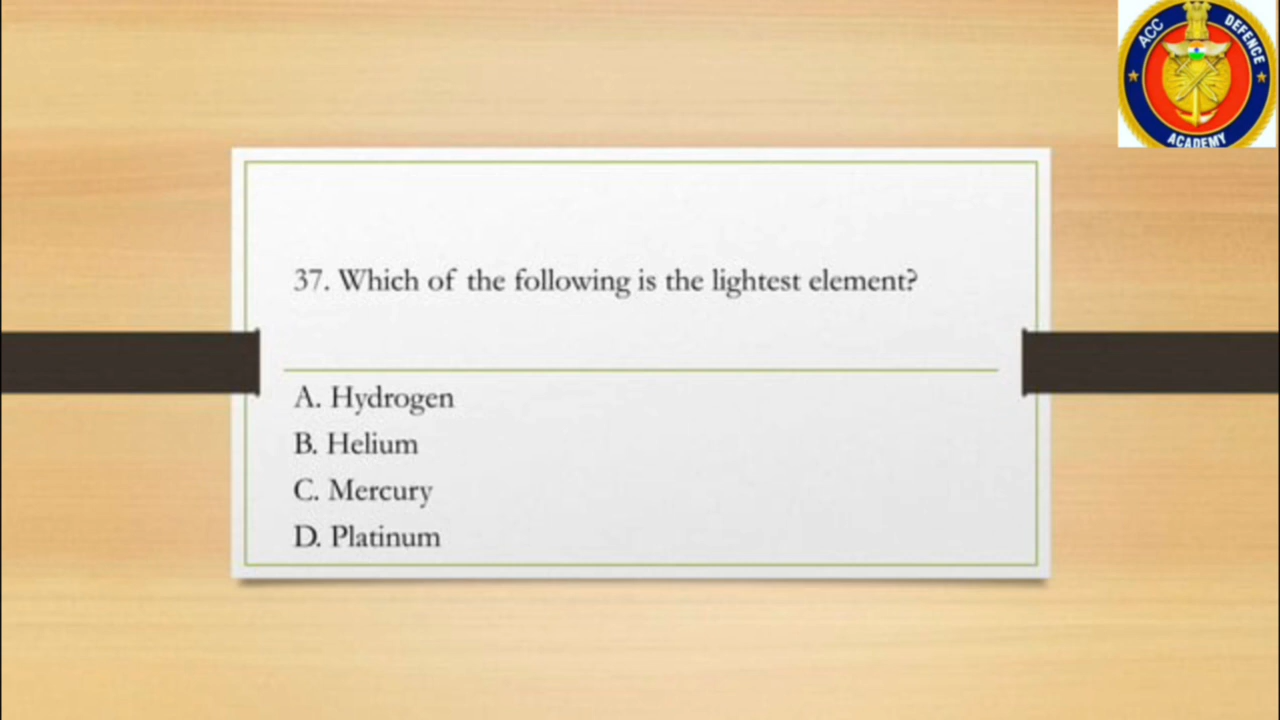 ACC DEFENCE
ACADEMY
37. Which of the following is the lightest element?
A. Hydrogen
B. Helium
C. Mercury
D. Platinum